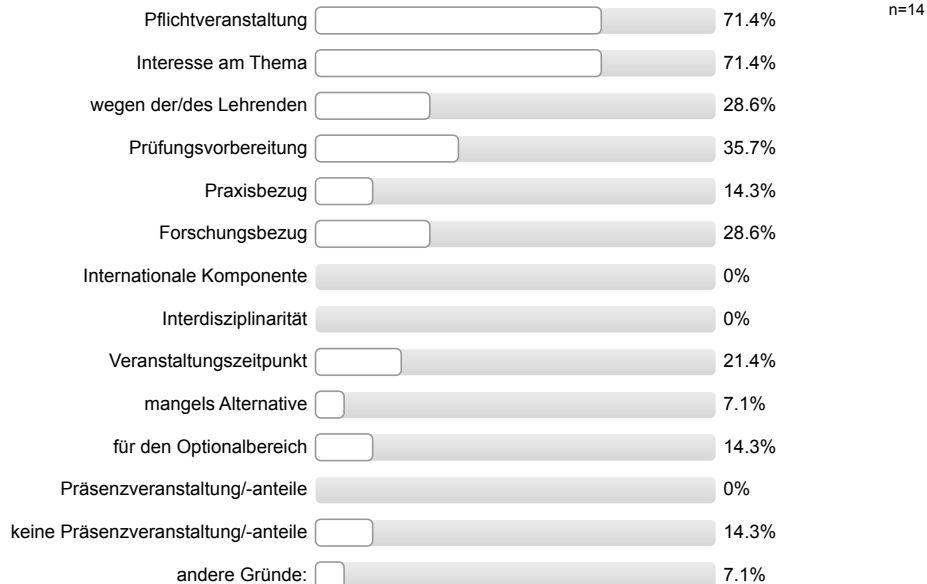 n=14
Pflichtveranstaltung 71.4%
Interesse am Thema 71.4%
wegen der/des Lehrenden 28.6%
Prüfungsvorbereitung 35.7%
Praxisbezug 14.3%
Forschungsbezug 28.6%
Internationale Komponente 0%
Interdisziplinarität 0%
Veranstaltungszeitpunkt 21.4%
mangels Alternative 7.1%
für den Optionalbereich 14.3%
Präsenzveranstaltung/-anteile 0%
keine Präsenzveranstaltung/-anteile 14.3%
andere Gründe: 7.1%